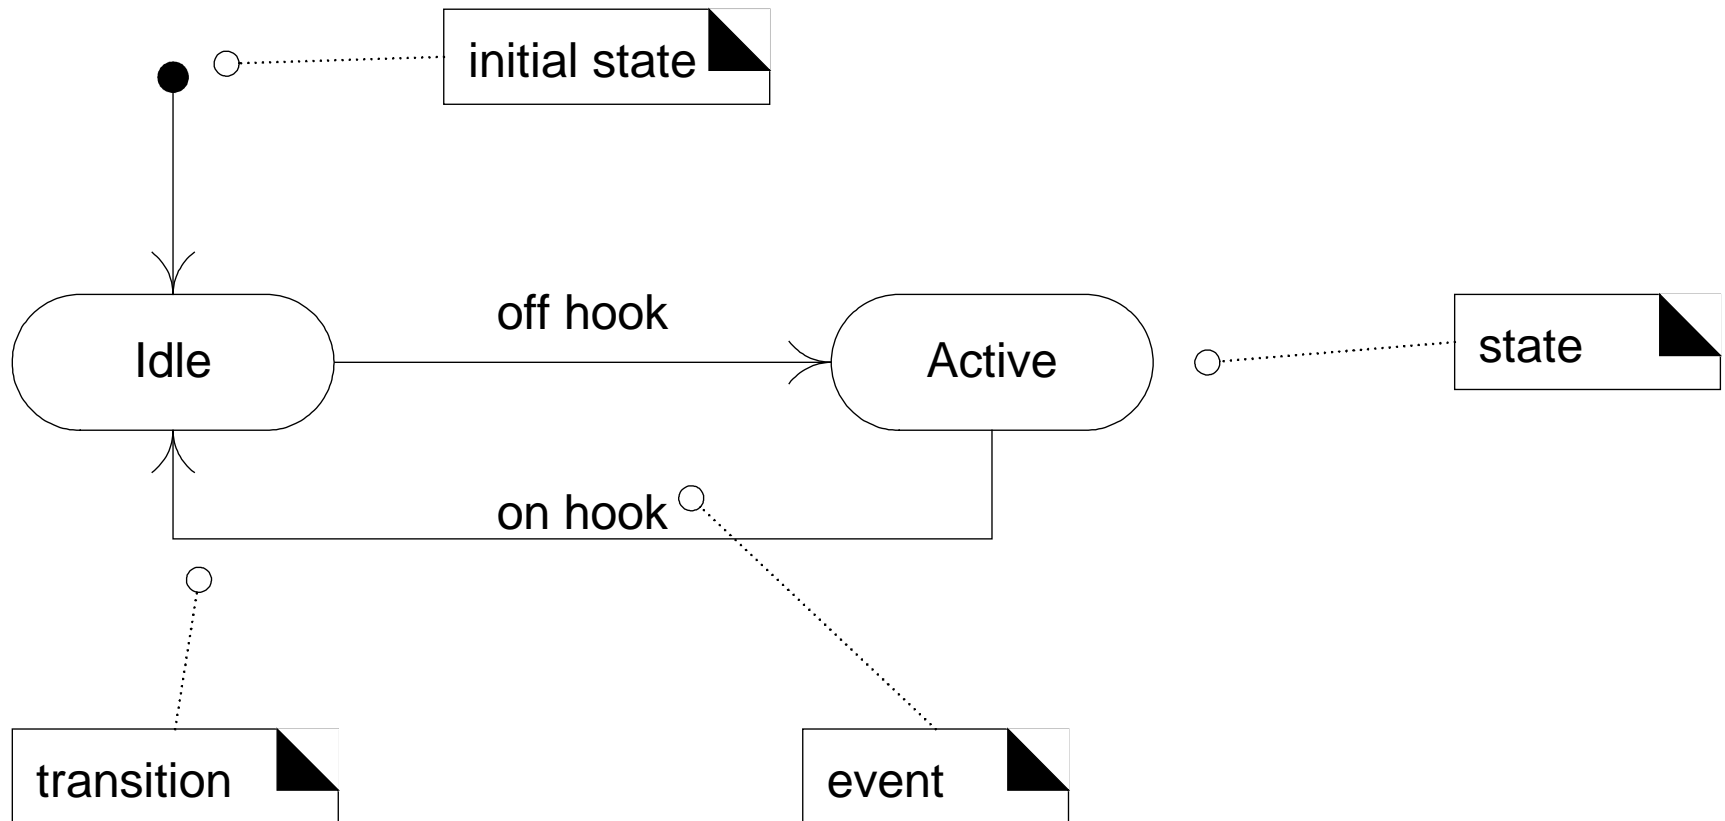 initial state
off hook
Idle
Active
state
on hook
transition
event